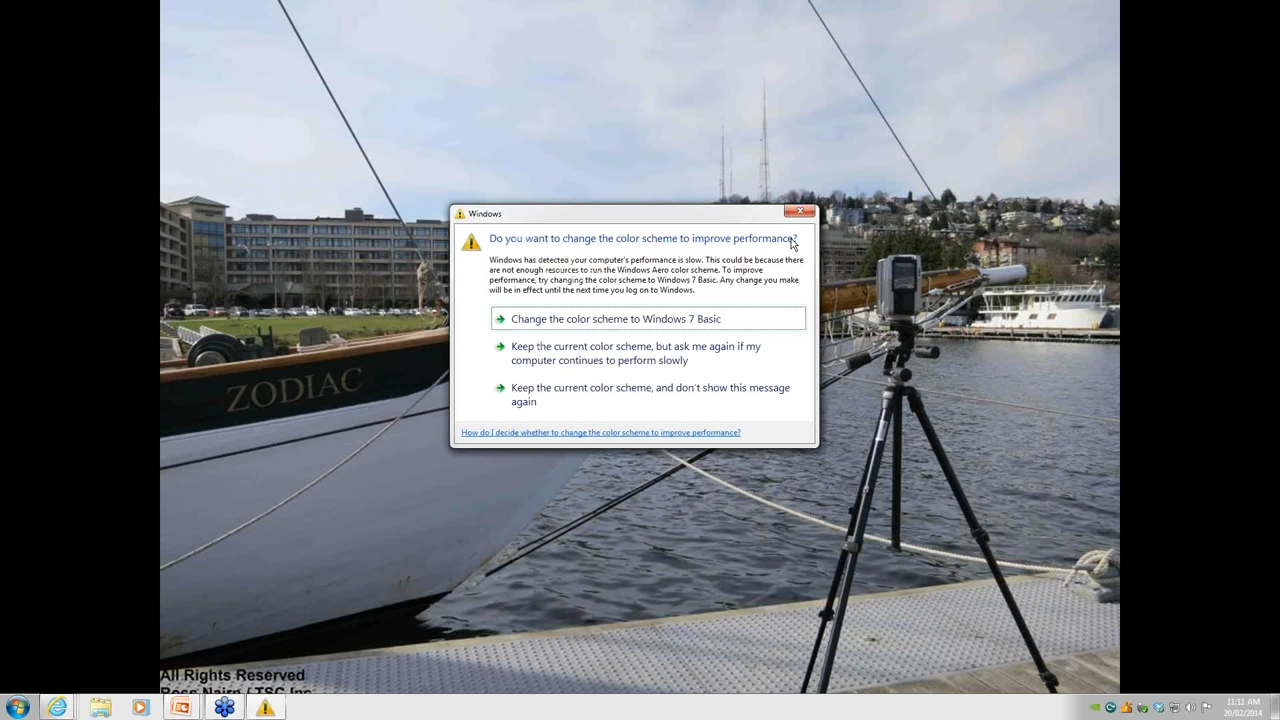 Windows
Do you want to change the color scheme to improve performance?
Windows has detected your computer's performance is slow. This could be because there
are not enough resources to run the Windows Aero color scheme. To improve
performance, try changing the color scheme to Windows 7 Basic. Any change you make
will be in effect until the next time you log on to Windows.
Change the color scheme to Windows 7 Basic
Keep the current color scheme, but ask me again if my
computer continues to perform slowly
Keep the current color scheme, and don't show this message
again
How do I decide whether to change the color scheme to improve performance?
ZODIAC
All Rights Reserved
Ross Nairn / TSC Inc
11:11 AM
20/02/2014